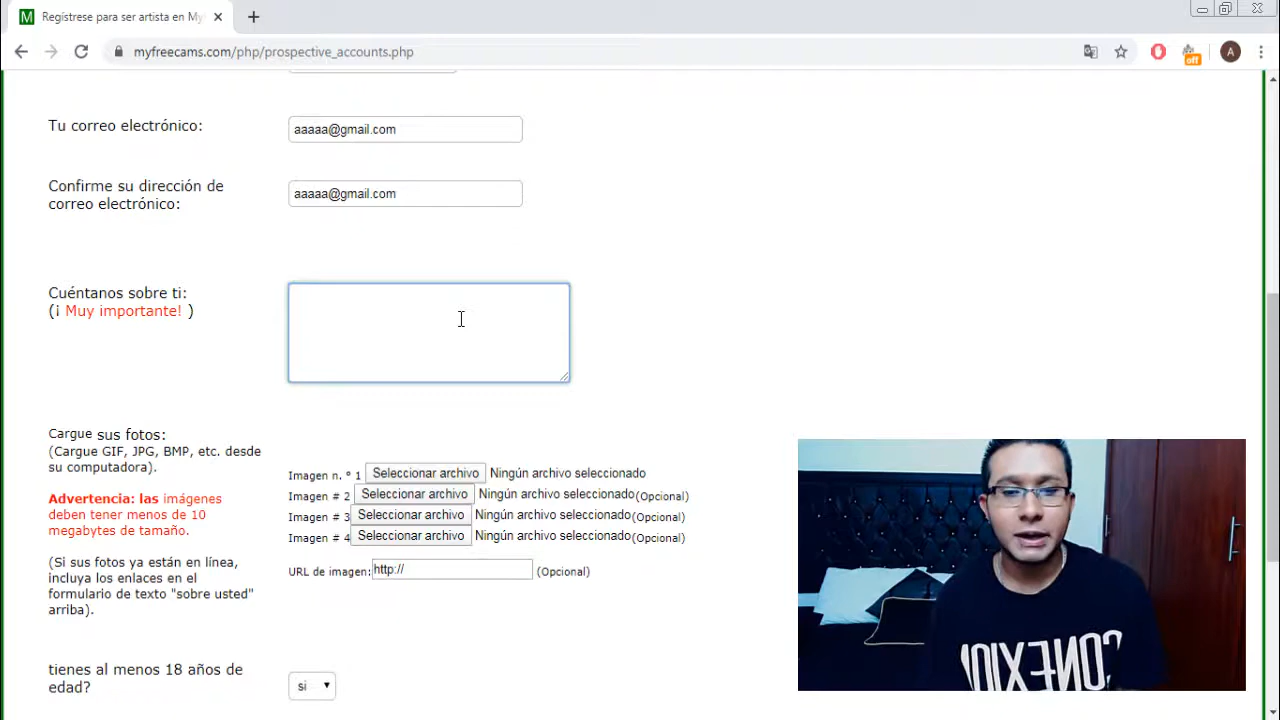 Regístrese para ser artista en My
myfreecams.com/php/prospective_accounts.php
off
A
Tu correo electrónico:
aaaaa@gmail.com
Confirme su dirección de
correo electrónico:
aaaaa@gmail.com
Cuéntanos sobre ti:
(¡ Muy importante! )
Cargue sus fotos:
(Cargue GIF, JPG, BMP, etc. desde
su computadora).
Advertencia: las imágenes
deben tener menos de 10
megabytes de tamaño.
(Si sus fotos ya están en línea,
incluya los enlaces en el
formulario de texto "sobre usted"
arriba).
Imagen n. º 1 Seleccionar archivo Ningún archivo seleccionado
Imagen # 2 Seleccionar archivo Ningún archivo seleccionado(Opcional)
Imagen # 3 Seleccionar archivo Ningún archivo seleccionado(Opcional)
Imagen # 4 Seleccionar archivo Ningún archivo seleccionado(Opcional)
URL de imagen: http:// (Opcional)
tienes al menos 18 años de
edad?
si
CONEXION